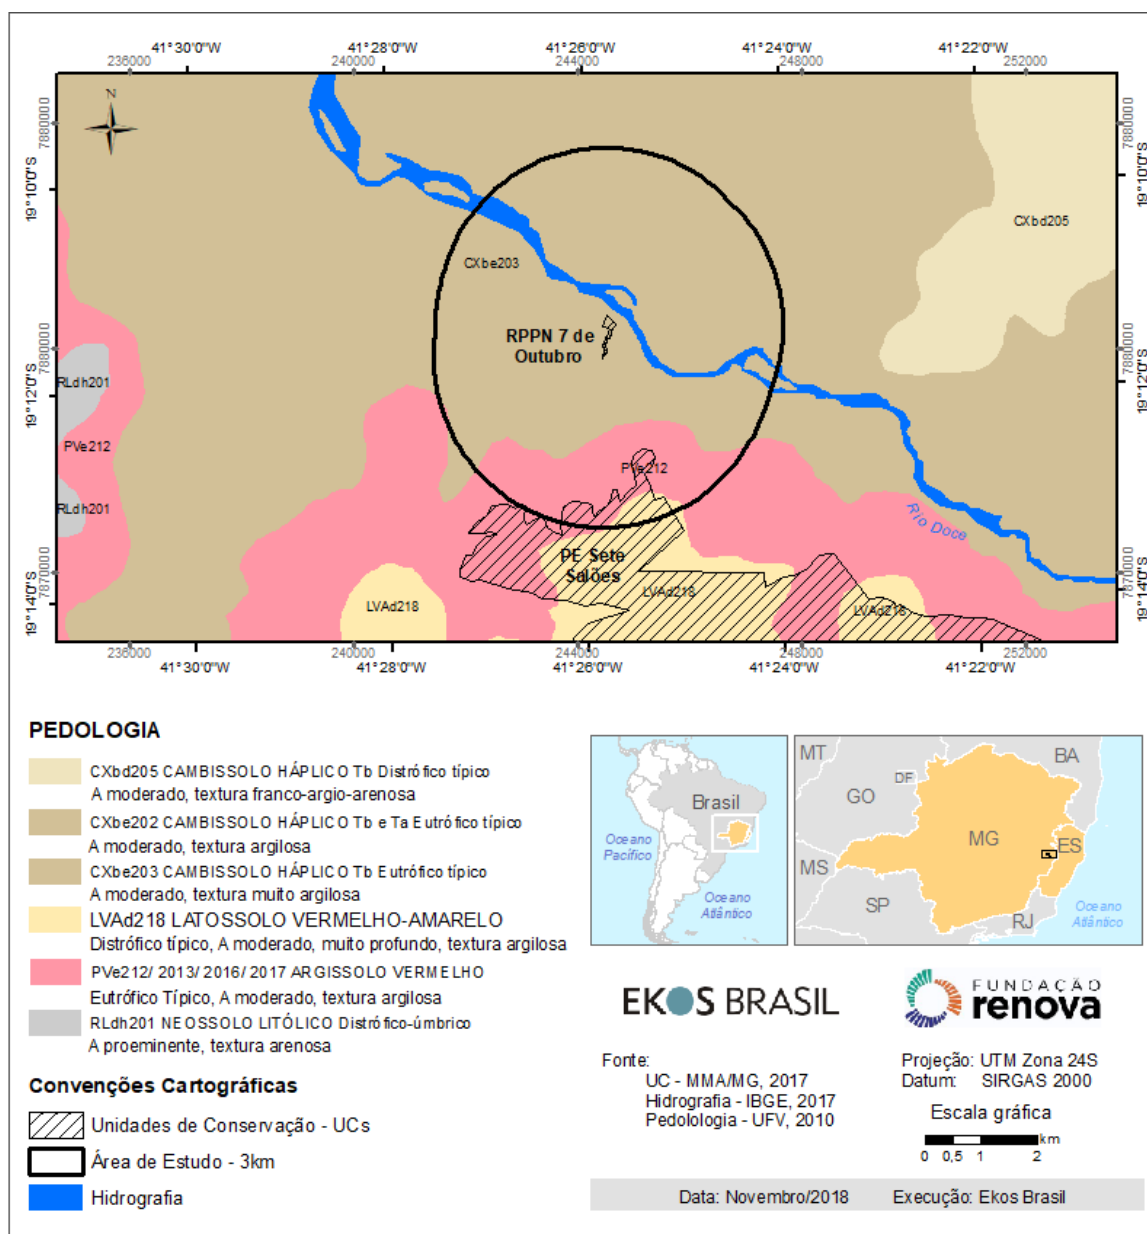 41°30'0"W 41°28'0"W 41°26'0"W 41°24'0"W 41°22'0"W
236000 240000 244000 248000 252000
N
7880000 7880000
19°10'0"S 19°10'0"S
CXbd205
CXbe203
RPPN 7 de
Outubro
7880000 7880000
RLdh201
19°12'0"S 19°12'0"S
PVe212
PVe212
RLdh201
Rio Doce
PE Sete
Salões
7870000 7870000
LVAd218
LVAd218
LVAd218
19°14'0"S 19°14'0"S
236000 240000 244000 248000 252000
41°30'0"W 41°28'0"W 41°26'0"W 41°24'0"W 41°22'0"W
PEDOLOGIA
CXbd205 CAMBISSOLO HÁPLICO Tb Distrófico típico
A moderado, textura franco-argio-arenosa
CXbe202 CAMBISSOLO HÁPLICO Tb e Ta Eutrófico típico
A moderado, textura argilosa
CXbe203 CAMBISSOLO HÁPLICO Tb Eutrófico típico
A moderado, textura muito argilosa
LVAd218 LATOSSOLO VERMELHO-AMARELO
Distrófico típico, A moderado, muito profundo, textura argilosa
PVe212/ 2013/ 2016/ 2017 ARGISSOLO VERMELHO
Eutrófico Típico, A moderado, textura argilosa
RLdh201 NEOSSOLO LITÓLICO Distrófico-úmbrico
A proeminente, textura arenosa
Convenções Cartográficas
Unidades de Conservação - UCs
Área de Estudo - 3km
Hidrografia
Brasil
Oceano
Pacífico
Oceano
Atlântico
MT
BA
DF
GO
MG
ES
MS
SP
RJ
Oceano
Atlântico
EKOS BRASIL
FUNDAÇÃO
renova
Fonte:
UC - MMA/MG, 2017
Hidrografia - IBGE, 2017
Pedolologia - UFV, 2010
Projeção: UTM Zona 24S
Datum: SIRGAS 2000
Escala gráfica
km
0 0,5 1 2
Data: Novembro/2018 Execução: Ekos Brasil